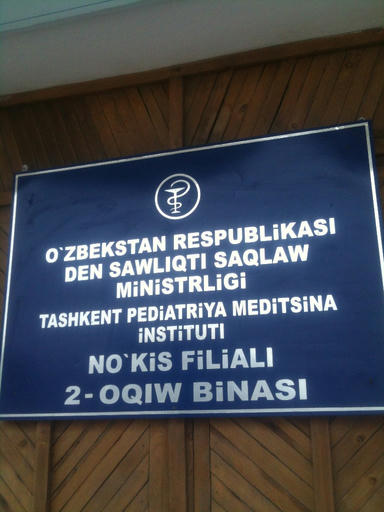 O`ZBEKSTAN RESPUBLiKASI
DEN SAWLIQTI SAQLAW
MiNiSTRLiGi
TASHKENT PEDiATRiYA MEDiTSiNA
iNSTiTUTI
NO`KiS FiLiALI
2-OQIW BiNASI